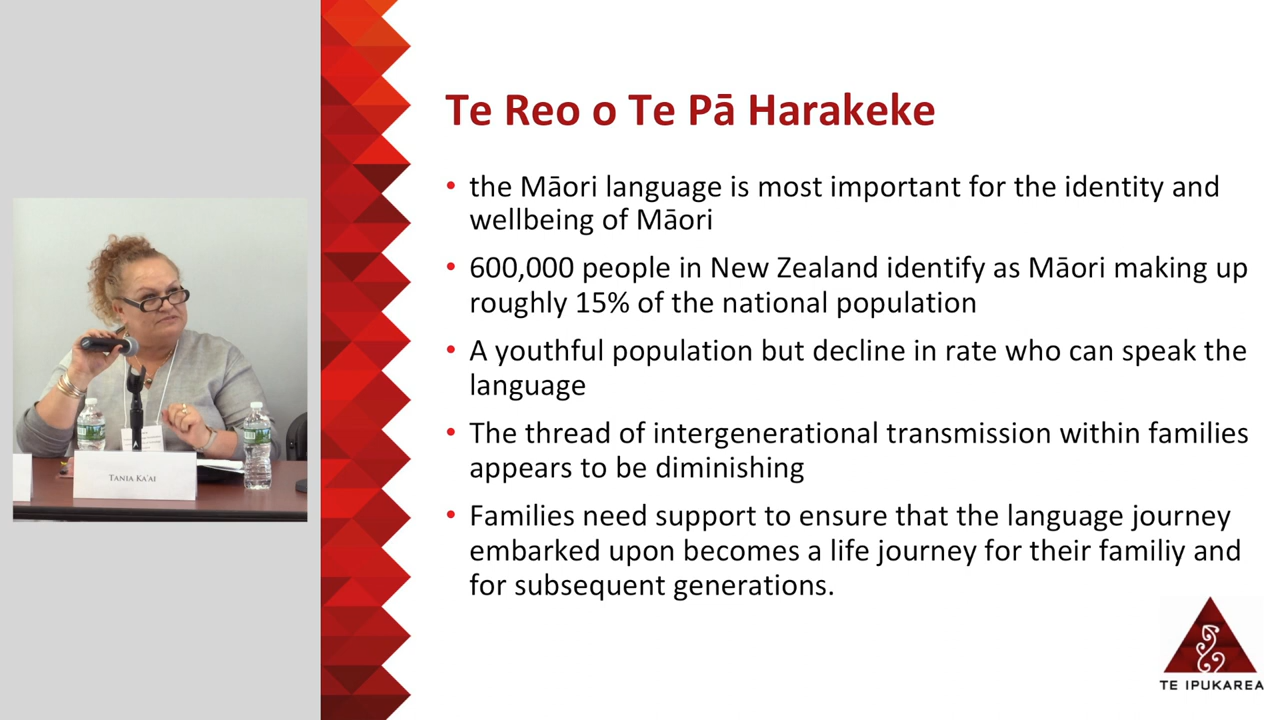 Te Reo o Te Pā Harakeke
• the Māori language is most important for the identity and
wellbeing of Māori
• 600,000 people in New Zealand identify as Māori making up
roughly 15% of the national population
• A youthful population but decline in rate who can speak the
language
• The thread of intergenerational transmission within families
appears to be diminishing
• Families need support to ensure that the language journey
embarked upon becomes a life journey for their familiy and
for subsequent generations.
TANIA KA'AI
TE IPUKAREA